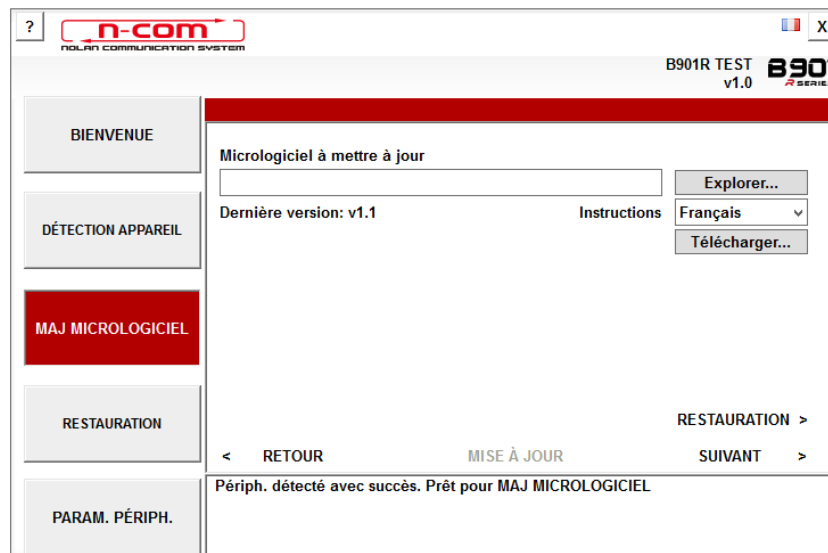 ?
n-com
NOLAN COMMUNICATION SYSTEM
X
B901R TEST
v1.0
B901
R SERIES
BIENVENUE
DÉTECTION APPAREIL
MAJ MICROLOGICIEL
RESTAURATION
PARAM. PÉRIPH.
Micrologiciel à mettre à jour
Explorer...
Dernière version: v1.1 Instructions Français
Télécharger...
RESTAURATION >
< RETOUR MISE À JOUR SUIVANT >
Périph. détecté avec succès. Prêt pour MAJ MICROLOGICIEL